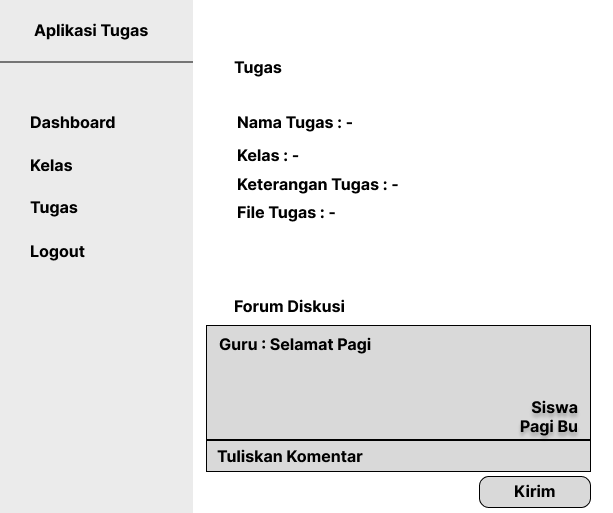 Aplikasi Tugas
Dashboard
Kelas
Tugas
Logout
Tugas
Nama Tugas : -
Kelas : -
Keterangan Tugas : -
File Tugas : -
Forum Diskusi
Guru : Selamat Pagi
Siswa
Pagi Bu
Tuliskan Komentar
Kirim